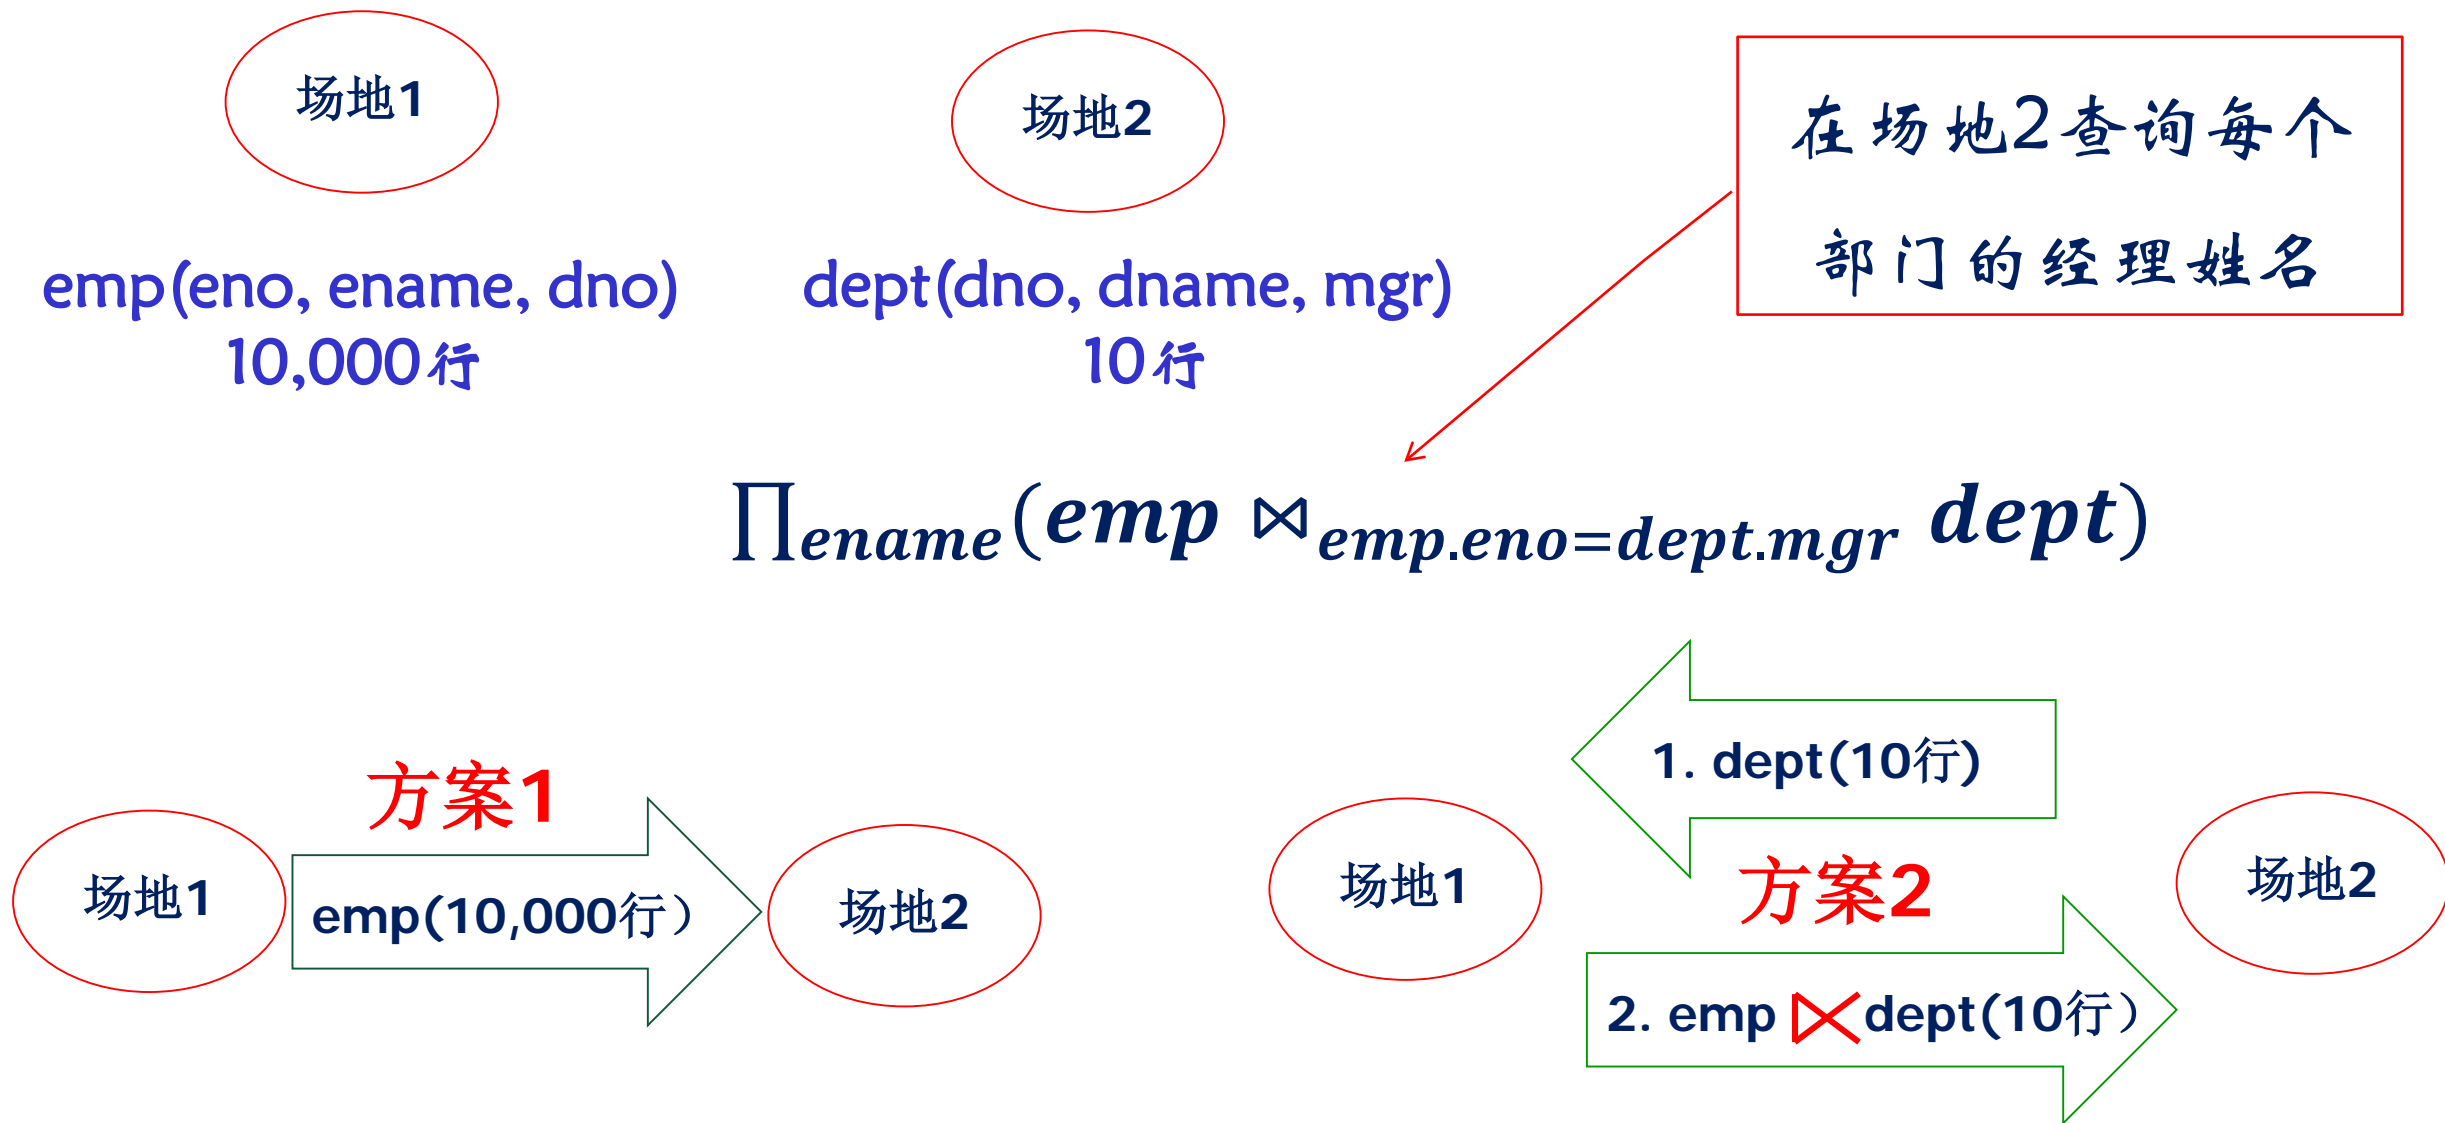 场地1
场地2
在场地2查询每个
部门的经理姓名
emp(eno, ename, dno)
10,000行
dept(dno, dname, mgr)
10行
∏ename(emp ⋈emp.eno=dept.mgr dept)
方案1
场地1
emp(10,000行）
场地2
1. dept(10行)
场地1
方案2
场地2
2. emp ⋉dept(10行）